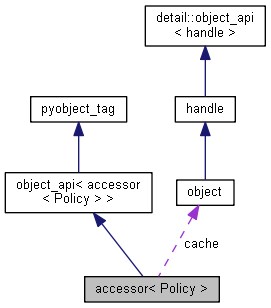 detail::object_api
< handle >
pyobject_tag
handle
object_api< accessor
< Policy > >
object
cache
accessor< Policy >